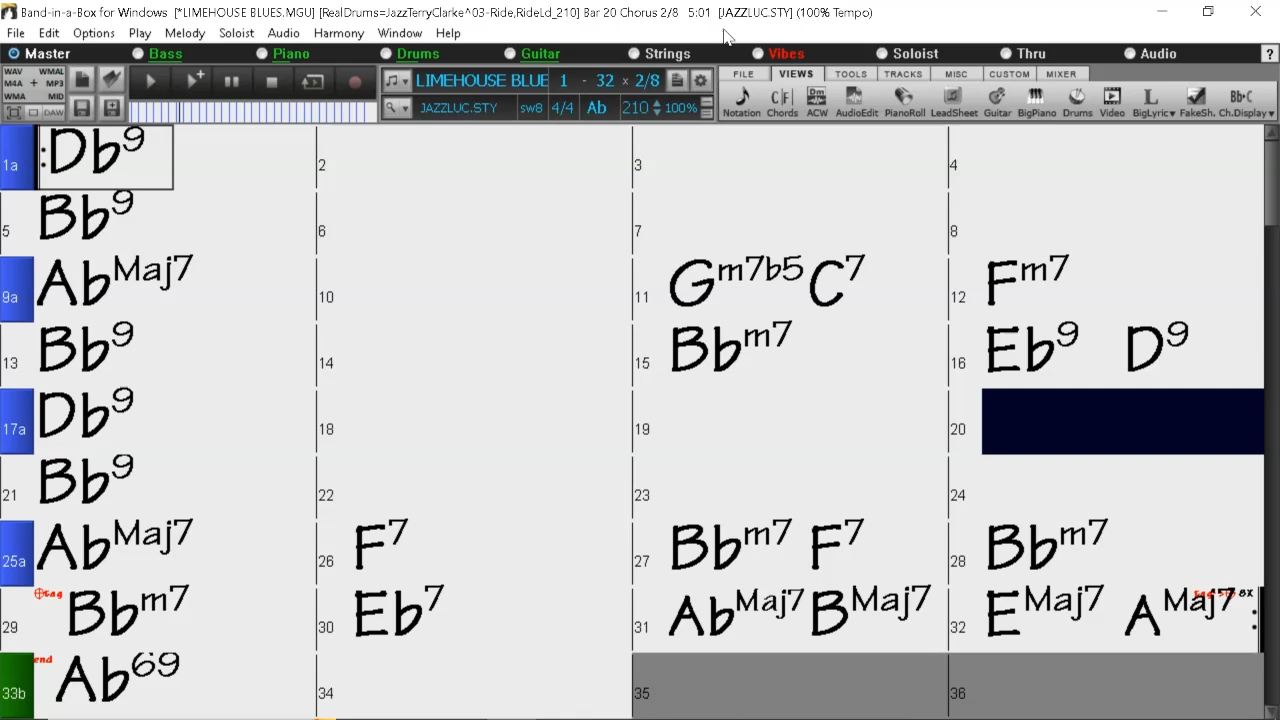 Band-in-a-Box for Windows [*LIMEHOUSE BLUES.MGU] [RealDrums=JazzTerryClarke^03-Ride,RideLd_210] Bar 20 Chorus 2/8 5:01 [JAZZLUC.STY] (100% Tempo)
File Edit Options Play Melody Soloist Audio Harmony Window Help
Master Bass Piano Drums Guitar Strings Vibes Soloist Thru Audio ?
WAV WMAL FILE VIEWS TOOLS TRACKS MISC CUSTOM MIXER
M4A + MP3 LIMEHOUSE BLUE 1 - 32 x 2/8
WMA MID
DAW JAZZLUC.STY sw8 4/4 Ab 210 100%
Notation Chords ACW AudioEdit PianoRoll LeadSheet Guitar BigPiano Drums Video BigLyric FakeSh. Ch.Display
1a :Db9 2 3 4
5 Bb9 6 7 8
9a AbMaj7 10 11 Gm7b5 C7 12 Fm7
13 Bb9 14 15 Bbm7 16 Eb9 D9
17a Db9 18 19 20
21 Bb9 22 23 24
25a AbMaj7 26 F7 27 Bbm7 F7 28 Bbm7
29 tag Bbm7 30 Eb7 31 AbMaj7 BMaj7 32 EMaj7 AMaj7 8X :
33b end Ab69 34 35 36